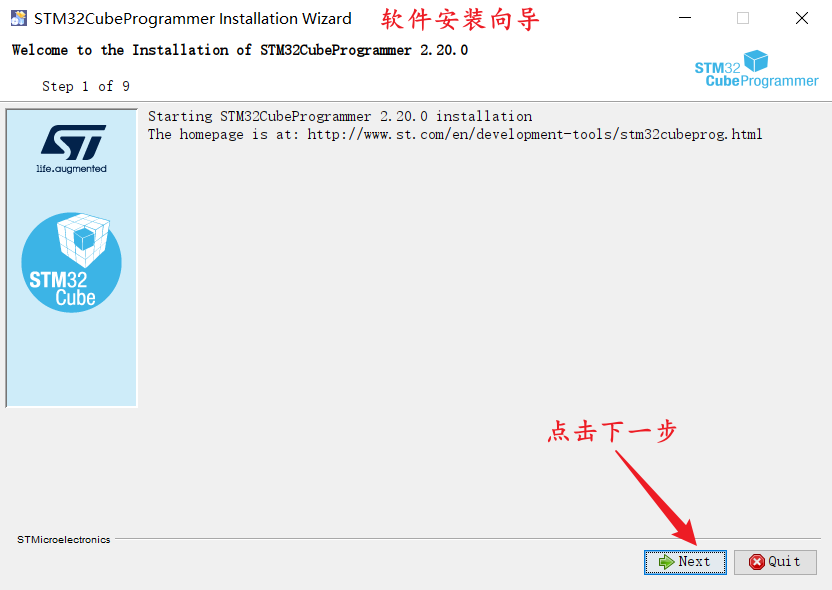 STM32CubeProgrammer Installation Wizard 软件安装向导
Welcome to the Installation of STM32CubeProgrammer 2.20.0
Step 1 of 9
STM32
CubeProgrammer
ST
life.augmented
STM32
Cube
Starting STM32CubeProgrammer 2.20.0 installation
The homepage is at: http://www.st.com/en/development-tools/stm32cubeprog.html
点击下一步
STMicroelectronics
Next
Quit